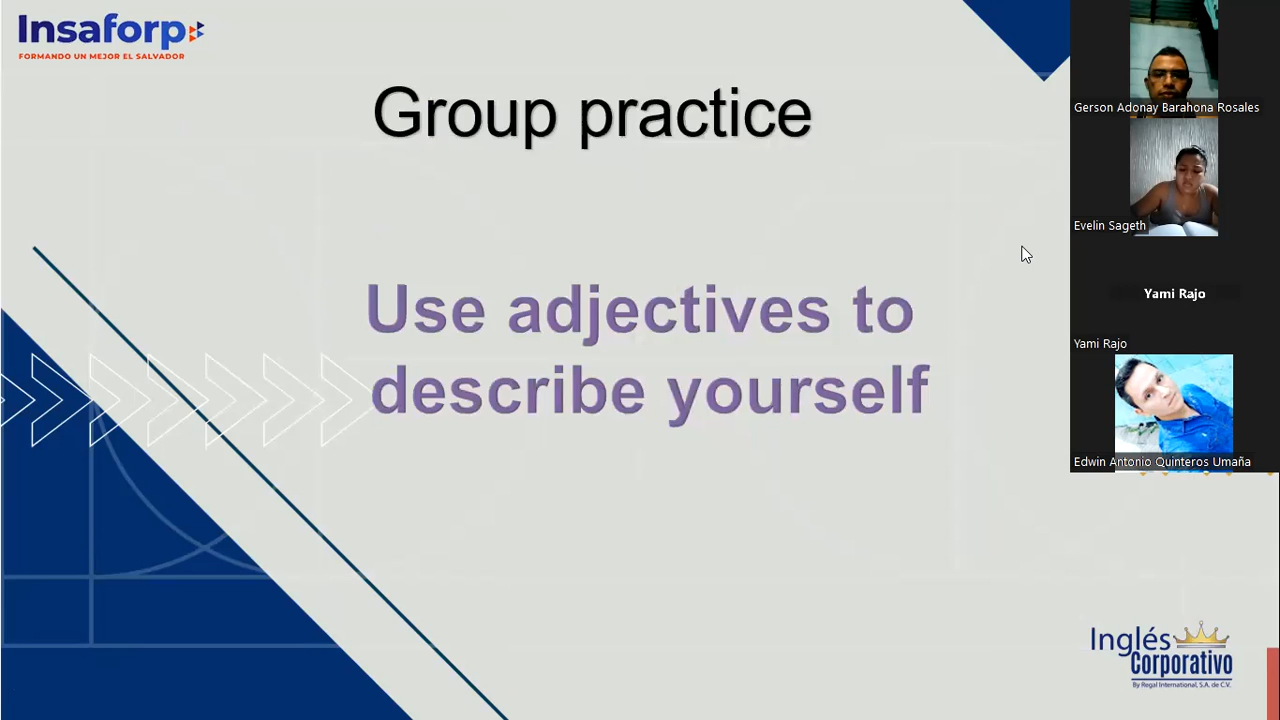 Insaforp
FORMANDO UN MEJOR EL SALVADOR
Group practice
Use adjectives to
describe yourself
Gerson Adonay Barahona Rosales
Evelin Sageth
Yami Rajo
Yami Rajo
Edwin Antonio Quinteros Umaña
Inglés
Corporativo
By Regal International, S.A. de C.V.